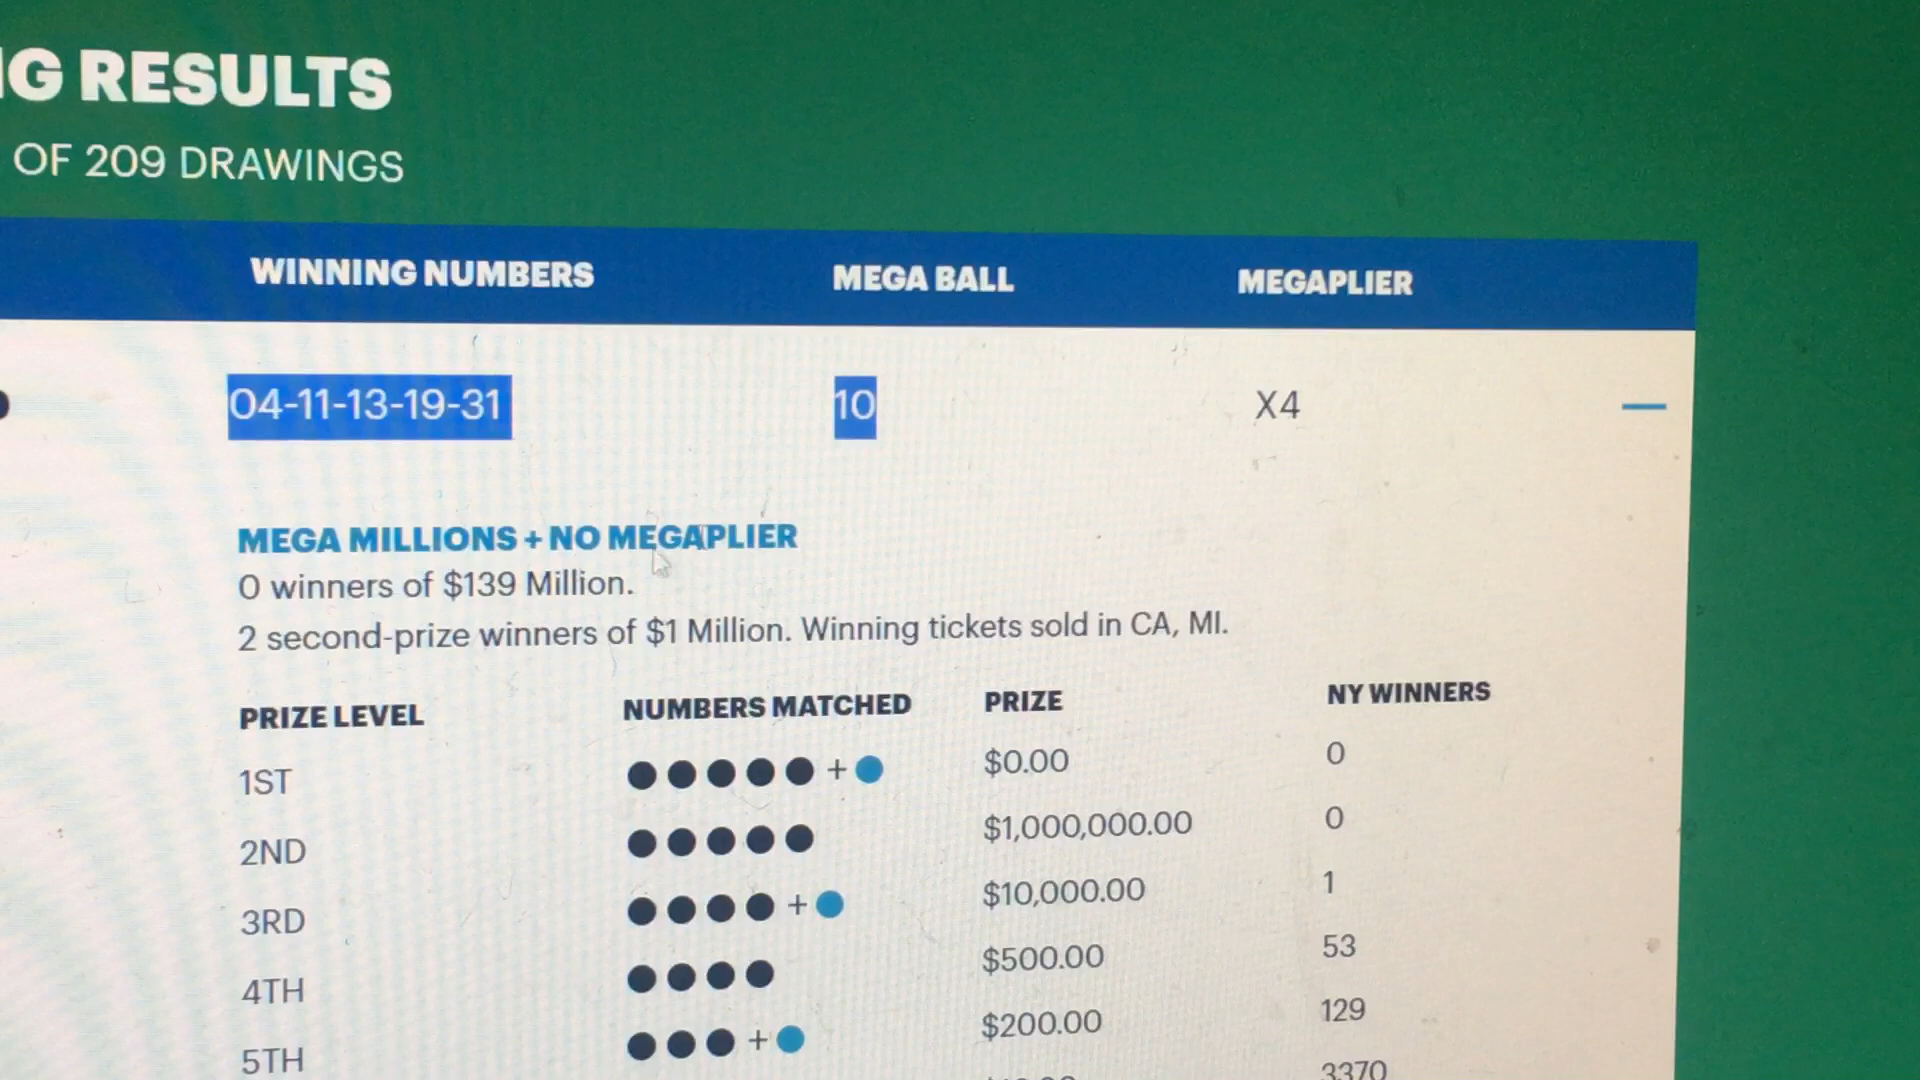 G RESULTS
OF 209 DRAWINGS
WINNING NUMBERS MEGA BALL MEGAPLIER
04-11-13-19-31 10 X4
MEGA MILLIONS + NO MEGAPLIER
0 winners of $139 Million.
2 second-prize winners of $1 Million. Winning tickets sold in CA, MI.
PRIZE LEVEL NUMBERS MATCHED PRIZE NY WINNERS
1ST + $0.00 0
2ND $1,000,000.00 0
3RD + $10,000.00 1
4TH $500.00 53
5TH + $200.00 129
3370